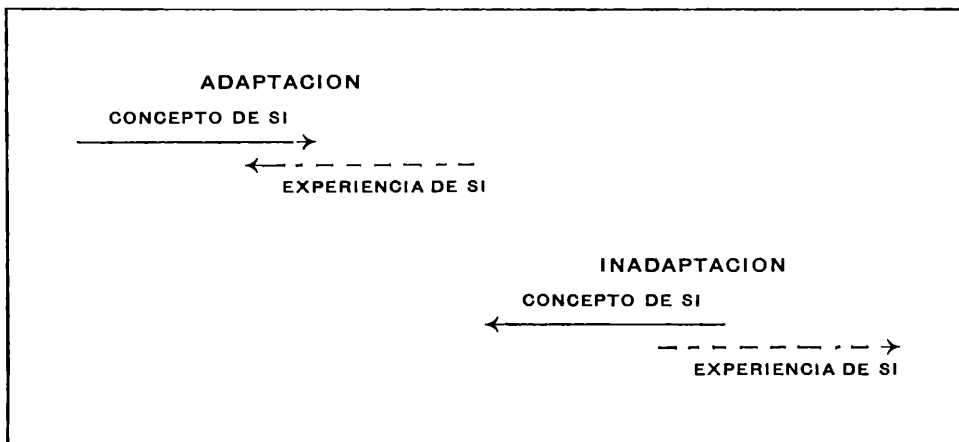 ADAPTACION
CONCEPTO DE SI
EXPERIENCIA DE SI
INADAPTACION
CONCEPTO DE SI
EXPERIENCIA DE SI